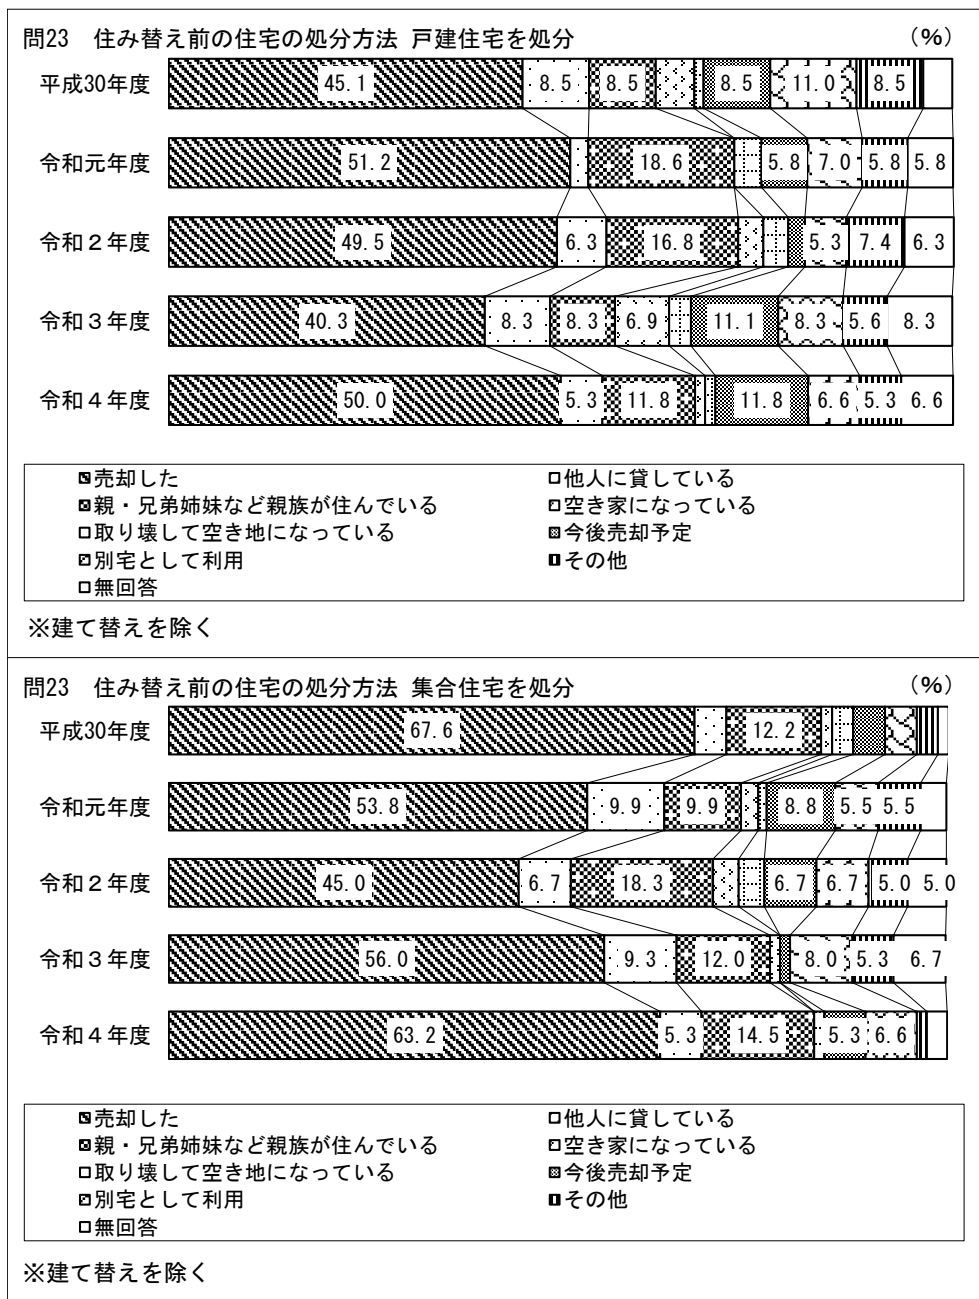 問23　住み替え前の住宅の処分方法 戸建住宅を処分 (%)
平成30年度 45.1 8.5 8.5 8.5 11.0 8.5
令和元年度 51.2 18.6 5.8 7.0 5.8 5.8
令和２年度 49.5 6.3 16.8 5.3 7.4 6.3
令和３年度 40.3 8.3 8.3 6.9 11.1 8.3 5.6 8.3
令和４年度 50.0 5.3 11.8 11.8 6.6 5.3 6.6
売却した 他人に貸している
親・兄弟姉妹など親族が住んでいる 空き家になっている
取り壊して空き地になっている 今後売却予定
別宅として利用 その他
無回答
※建て替えを除く
問23　住み替え前の住宅の処分方法 集合住宅を処分 (%)
平成30年度 67.6 12.2
令和元年度 53.8 9.9 9.9 8.8 5.5 5.5
令和２年度 45.0 6.7 18.3 6.7 6.7 5.0 5.0
令和３年度 56.0 9.3 12.0 8.0 5.3 6.7
令和４年度 63.2 5.3 14.5 5.3 6.6
売却した 他人に貸している
親・兄弟姉妹など親族が住んでいる 空き家になっている
取り壊して空き地になっている 今後売却予定
別宅として利用 その他
無回答
※建て替えを除く